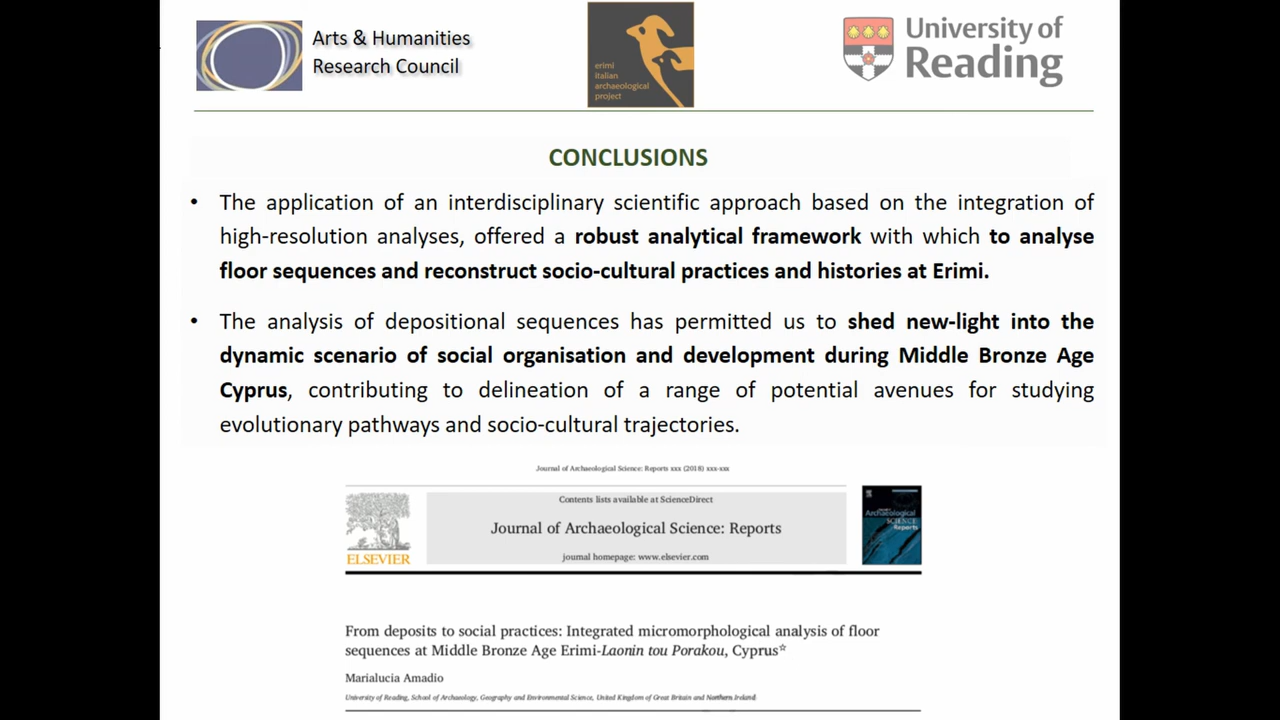 Arts & Humanities
Research Council
erimi
italian
archaeological
project
University of
Reading
CONCLUSIONS
• The application of an interdisciplinary scientific approach based on the integration of
high-resolution analyses, offered a robust analytical framework with which to analyse
floor sequences and reconstruct socio-cultural practices and histories at Erimi.
• The analysis of depositional sequences has permitted us to shed new-light into the
dynamic scenario of social organisation and development during Middle Bronze Age
Cyprus, contributing to delineation of a range of potential avenues for studying
evolutionary pathways and socio-cultural trajectories.
Journal of Archaeological Science: Reports xxx (2018) xxx-xxx
Contents lists available at ScienceDirect
Journal of Archaeological Science: Reports
journal homepage: www.elsevier.com
ELSEVIER
Archaeological
SCIENCE
Reports
From deposits to social practices: Integrated micromorphological analysis of floor
sequences at Middle Bronze Age Erimi-Laonin tou Porakou, Cyprus☆
Marialucia Amadio
University of Reading, School of Archaeology, Geography and Environmental Science, United Kingdom of Great Britain and Northern Ireland